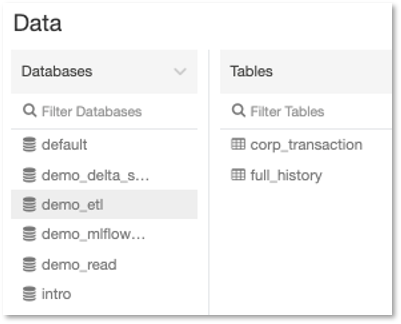 Data
Databases
Filter Databases
default
demo_delta_s...
demo_etl
demo_mlflow...
demo_read
intro
Tables
Filter Tables
corp_transaction
full_history